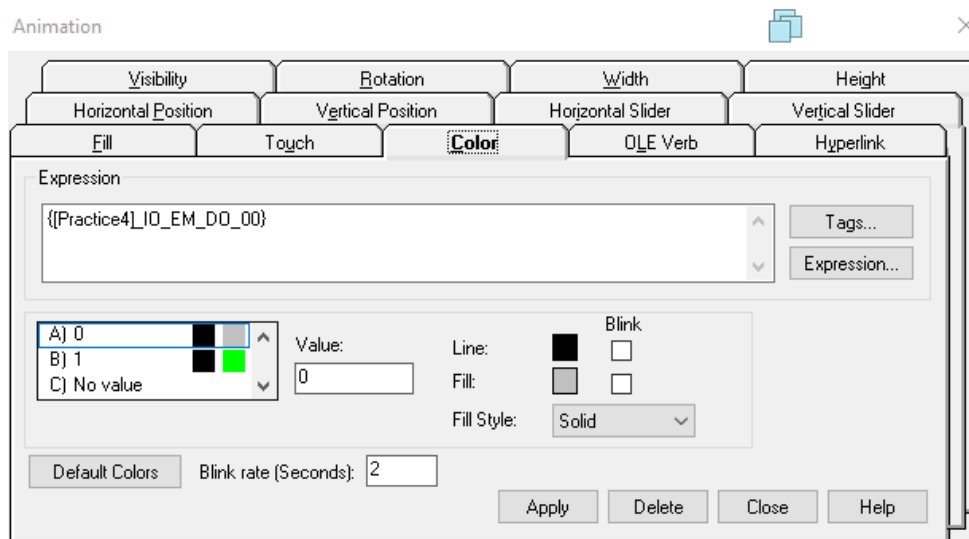 Animation
Visibility Rotation Width Height
Horizontal Position Vertical Position Horizontal Slider Vertical Slider
Fill Touch Color OLE Verb Hyperlink
Expression
{[Practice4]_IO_EM_DO_00}
Tags...
Expression...
A) 0
B) 1
C) No value
Value:
0
Blink
Line:
Fill:
Fill Style: Solid
Default Colors Blink rate (Seconds): 2
Apply Delete Close Help